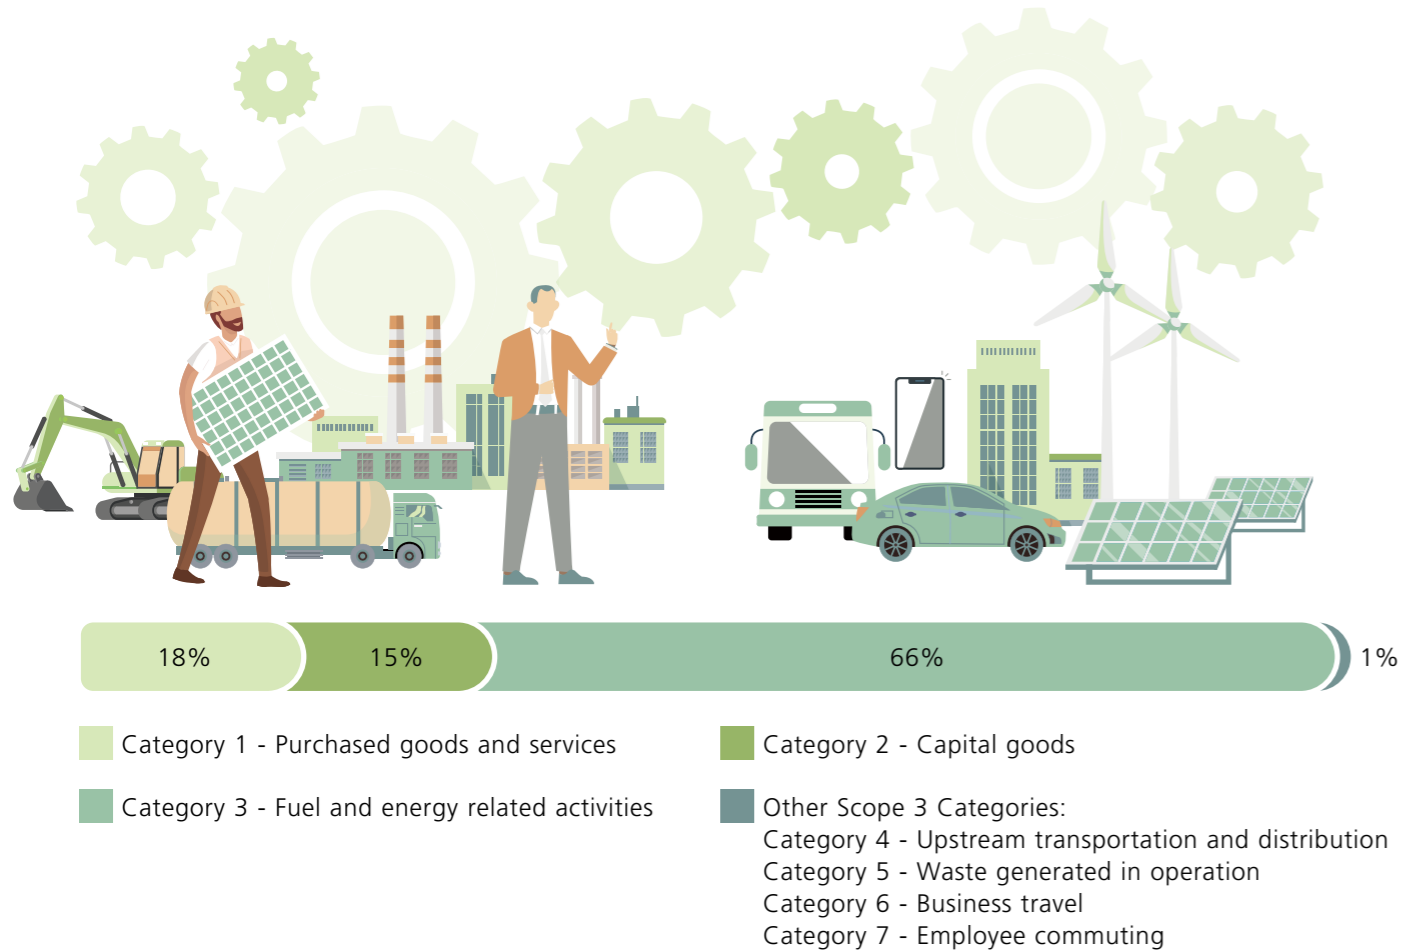 18%
15%
66%
1%
Category 1 - Purchased goods and services
Category 2 - Capital goods
Category 3 - Fuel and energy related activities
Other Scope 3 Categories:
Category 4 - Upstream transportation and distribution
Category 5 - Waste generated in operation
Category 6 - Business travel
Category 7 - Employee commuting